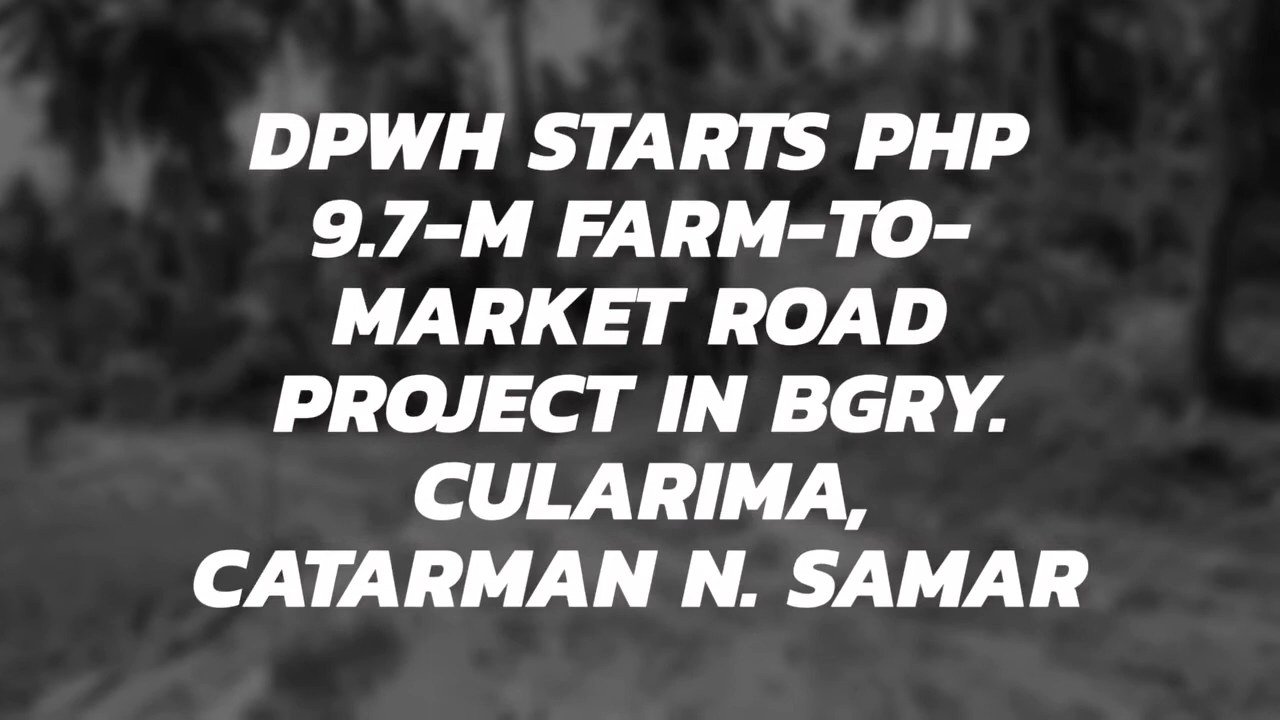 DPWH STARTS PHP
9.7-M FARM-TO-
MARKET ROAD
PROJECT IN BGRY.
CULARIMA,
CATARMAN N. SAMAR